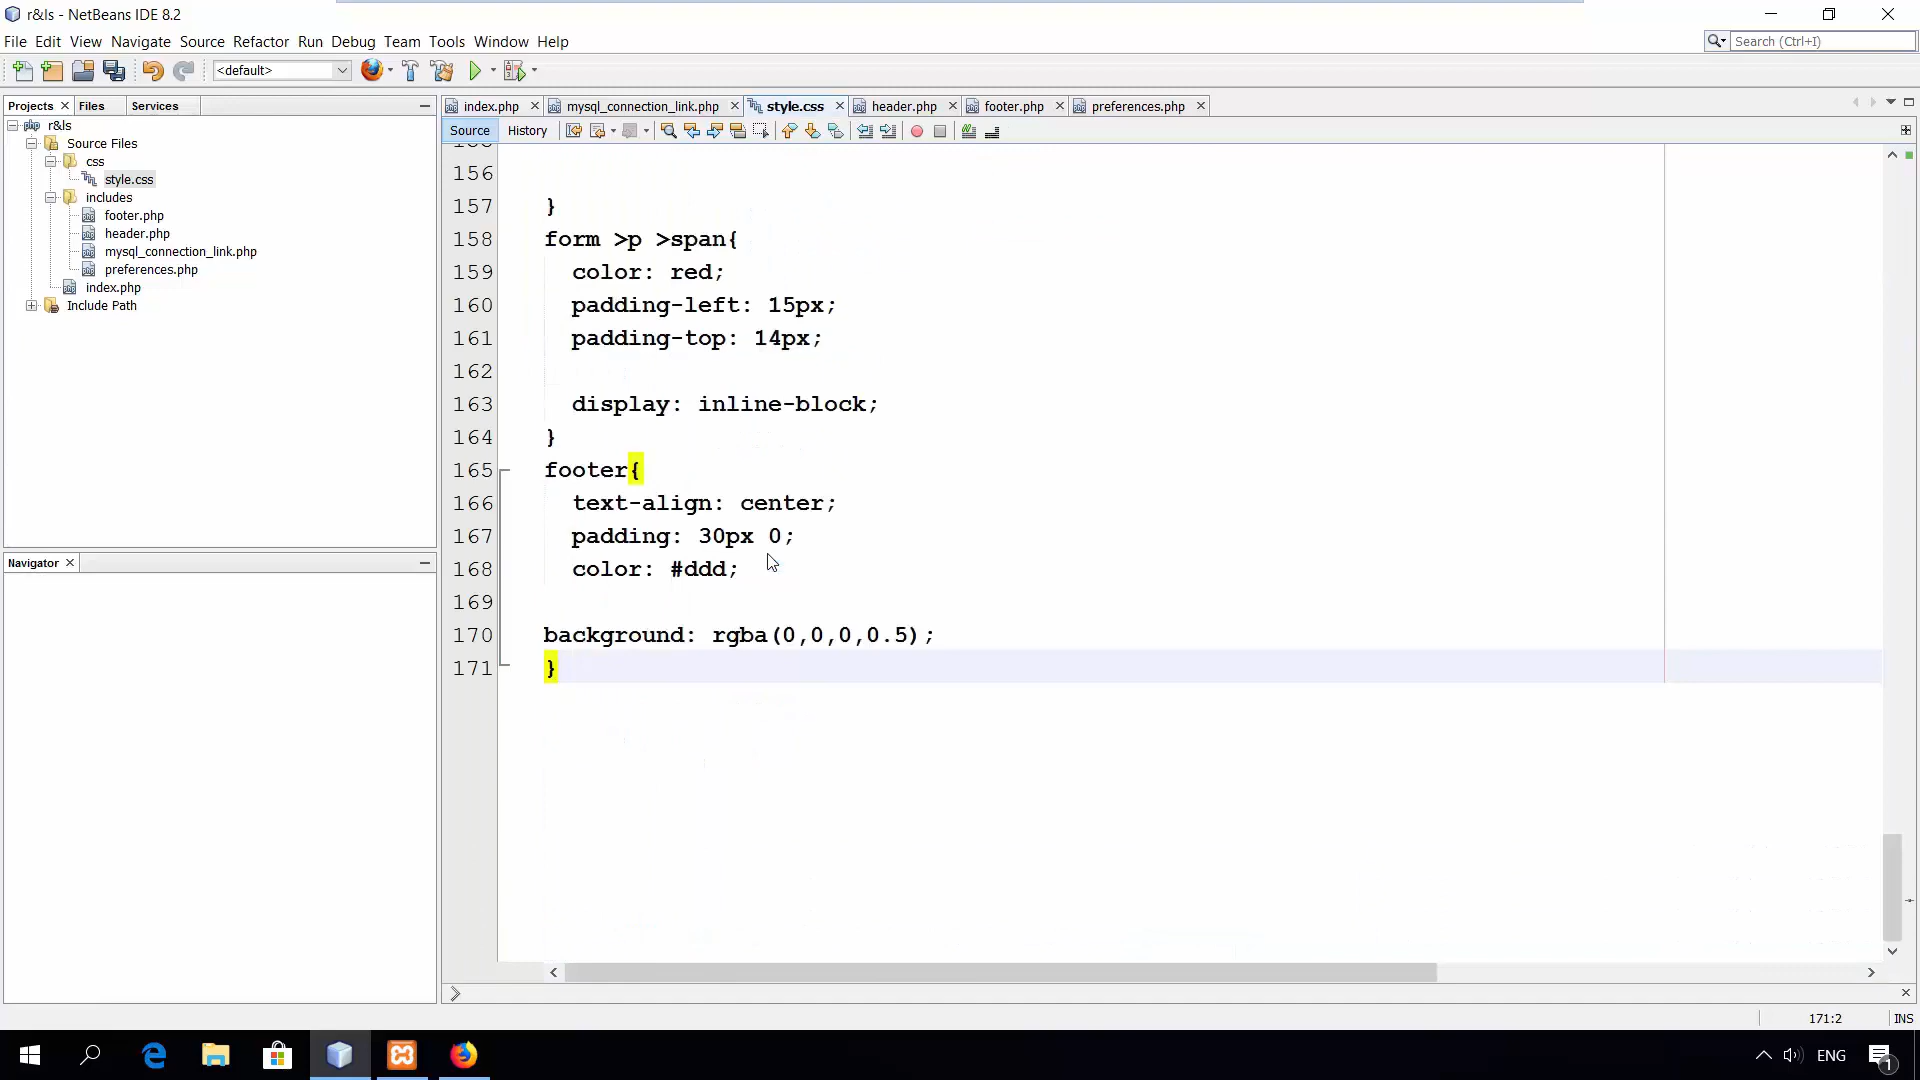 r&ls - NetBeans IDE 8.2
File Edit View Navigate Source Refactor Run Debug Team Tools Window Help
Search (Ctrl+I)
<default>
Projects Files Services
index.php mysql_connection_link.php style.css header.php footer.php preferences.php
Source History
r&ls
Source Files
css
style.css
includes
footer.php
header.php
mysql_connection_link.php
preferences.php
index.php
Include Path
Navigator
156
157 }
158 form >p >span{
159 color: red;
160 padding-left: 15px;
161 padding-top: 14px;
162
163 display: inline-block;
164 }
165 footer{
166 text-align: center;
167 padding: 30px 0;
168 color: #ddd;
169
170 background: rgba(0,0,0,0.5);
171 }
171:2 INS
ENG
1